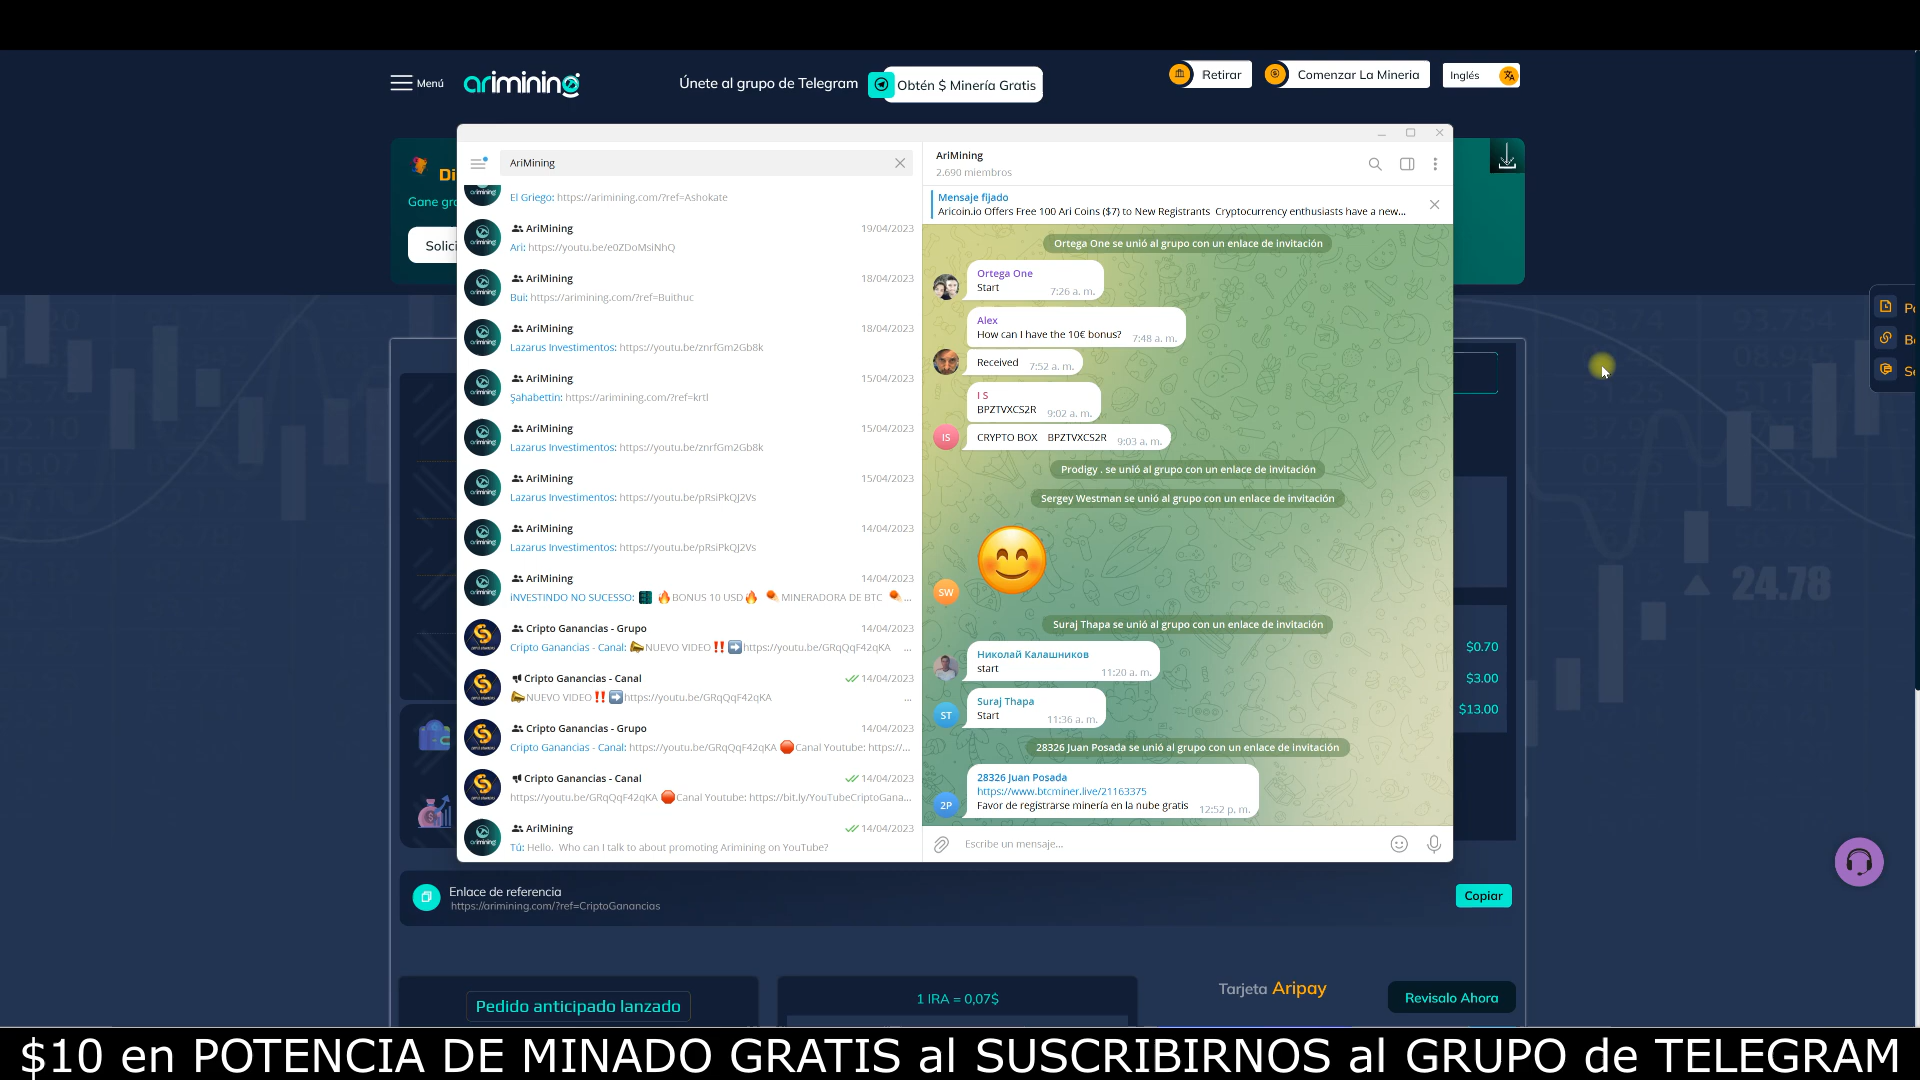 Menú
arimining
Únete al grupo de Telegram
Obtén $ Minería Gratis
Retirar
Comenzar La Mineria
Inglés
Di
Gane gra
Solici
AriMining
El Griego: https://arimining.com/?ref=Ashokate
AriMining 19/04/2023
Ari: https://youtu.be/e0ZDoMsiNhQ
AriMining 18/04/2023
Bui: https://arimining.com/?ref=Buithuc
AriMining 18/04/2023
Lazarus Investimentos: https://youtu.be/znrfGm2Gb8k
AriMining 15/04/2023
Şahabettin: https://arimining.com/?ref=krtl
AriMining 15/04/2023
Lazarus Investimentos: https://youtu.be/znrfGm2Gb8k
AriMining 15/04/2023
Lazarus Investimentos: https://youtu.be/pRsiPkQJ2Vs
AriMining 14/04/2023
Lazarus Investimentos: https://youtu.be/pRsiPkQJ2Vs
AriMining 14/04/2023
iNVESTINDO NO SUCESSO: 🔥BONUS 10 USD🔥 MINERADORA DE BTC ...
Cripto Ganancias - Grupo 14/04/2023
Cripto Ganancias - Canal: NUEVO VIDEO‼️➡️https://youtu.be/GRqQqF42qKA ...
Cripto Ganancias - Canal 14/04/2023
NUEVO VIDEO‼️➡️https://youtu.be/GRqQqF42qKA ...
Cripto Ganancias - Grupo 14/04/2023
Cripto Ganancias - Canal: https://youtu.be/GRqQqF42qKA 🛑Canal Youtube: https://...
Cripto Ganancias - Canal 14/04/2023
https://youtu.be/GRqQqF42qKA 🛑Canal Youtube: https://bit.ly/YouTubeCriptoGana...
AriMining 14/04/2023
Tú: Hello. Who can I talk to about promoting Arimining on YouTube?
AriMining
2.690 miembros
Mensaje fijado
Aricoin.io Offers Free 100 Ari Coins ($7) to New Registrants Cryptocurrency enthusiasts have a new...
Ortega One se unió al grupo con un enlace de invitación
Ortega One
Start 7:26 a. m.
Alex
How can I have the 10€ bonus? 7:48 a. m.
Received 7:52 a. m.
I S
BPZTVXCS2R 9:02 a. m.
IS
CRYPTO BOX BPZTVXCS2R 9:03 a. m.
Prodigy . se unió al grupo con un enlace de invitación
Sergey Westman se unió al grupo con un enlace de invitación
SW
Suraj Thapa se unió al grupo con un enlace de invitación
Николай Калашников
start 11:20 a. m.
Suraj Thapa
ST
Start 11:36 a. m.
28326 Juan Posada se unió al grupo con un enlace de invitación
28326 Juan Posada
https://www.btcminer.live/21163375
2P
Favor de registrarse minería en la nube gratis 12:52 p. m.
Escribe un mensaje...
$0.70
$3.00
$13.00
24.78
Enlace de referencia
https://arimining.com/?ref=CriptoGanancias
Copiar
Pedido anticipado lanzado
1 IRA = 0,07$
Tarjeta Aripay
Revisalo Ahora
$10 en POTENCIA DE MINADO GRATIS al SUSCRIBIRNOS al GRUPO de TELEGRAM